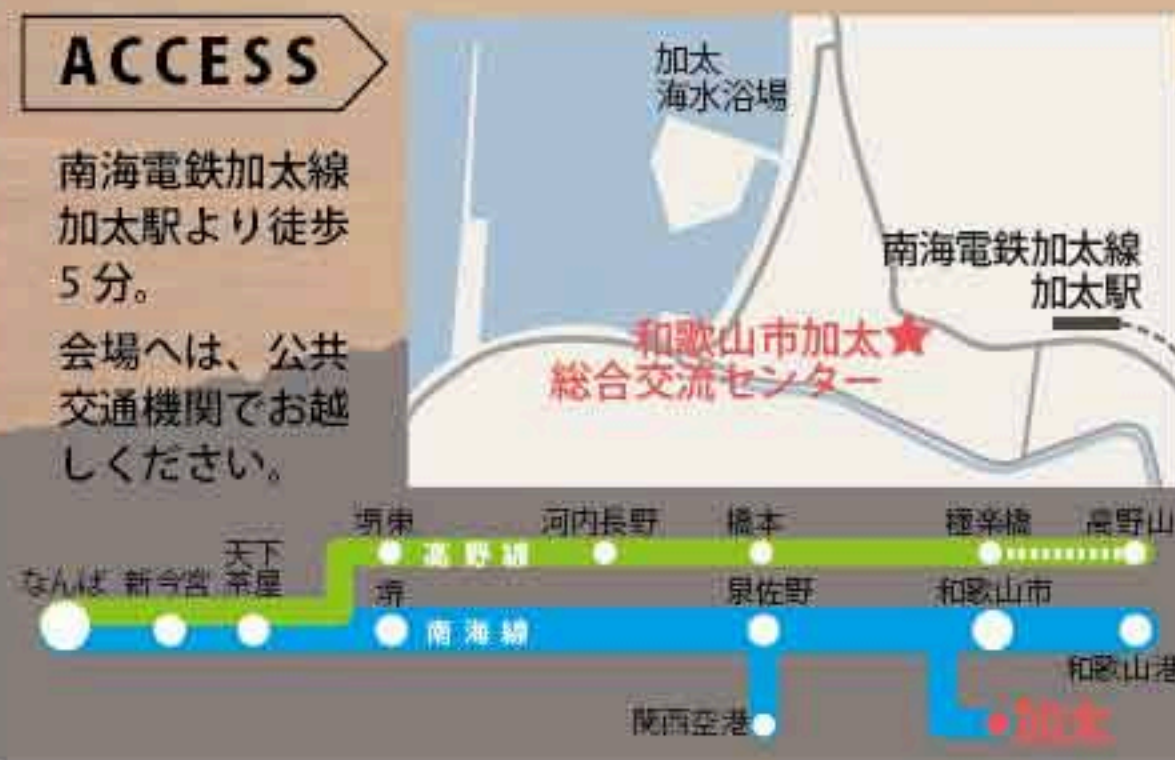 ACCESS
南海電鉄加太線
加太駅より徒歩
5分。
会場へは、公共
交通機関でお越
しください。
加太
海水浴場
南海電鉄加太線
加太駅
和歌山市加太★
総合交流センター
堺東
河内長野
橋本
極楽橋
高野山
高野線
なんば
新今宮
天下
茶屋
堺
泉佐野
和歌山市
南海線
和歌山港
関西空港
加太